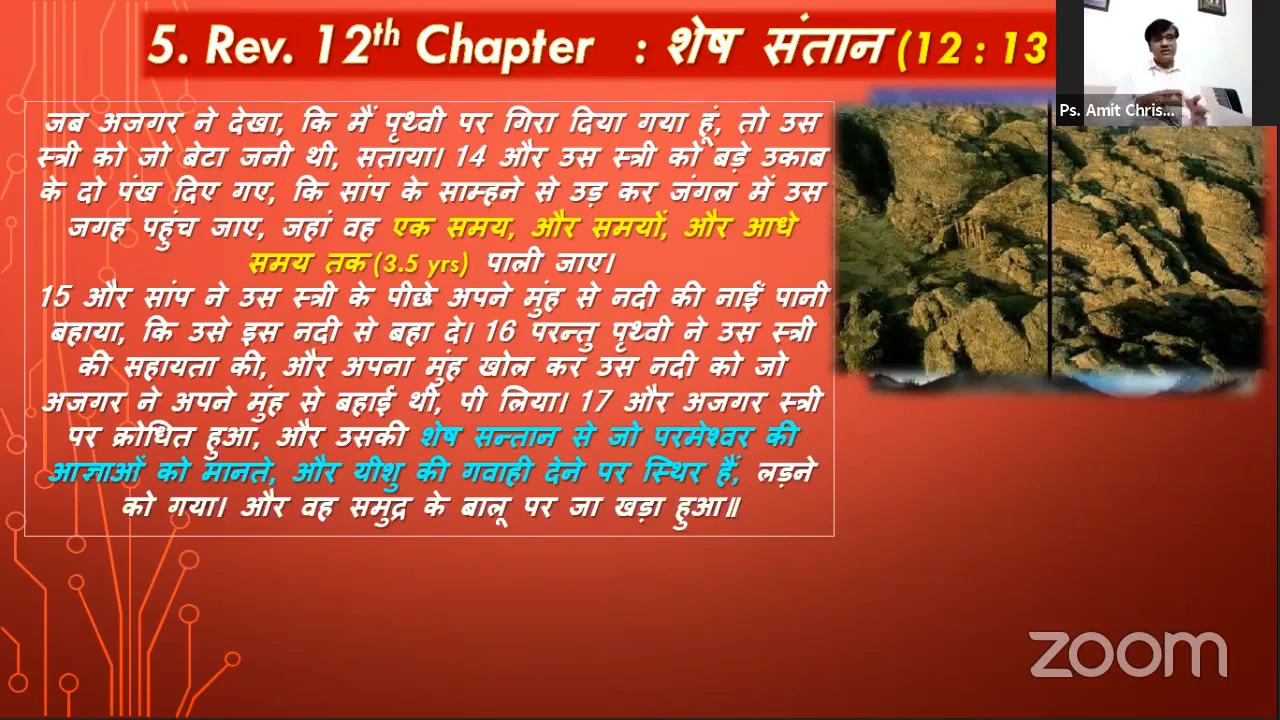 5. Rev. 12th Chapter : शेष संतान (12 : 13
Ps. Amit Chris...
जब अजगर ने देखा, कि मैं पृथ्वी पर गिरा दिया गया हूं, तो उस
स्त्री को जो बेटा जनी थी, सताया। 14 और उस स्त्री को बड़े उकाब
के दो पंख दिए गए, कि सांप के साम्हने से उड़ कर जंगल में उस
जगह पहुंच जाए, जहां वह एक समय, और समयों, और आधे
समय तक (3.5 yrs) पाली जाए।
15 और सांप ने उस स्त्री के पीछे अपने मुंह से नदी की नाईं पानी
बहाया, कि उसे इस नदी से बहा दे। 16 परन्तु पृथ्वी ने उस स्त्री
की सहायता की, और अपना मुंह खोल कर उस नदी को जो
अजगर ने अपने मुंह से बहाई थी, पी लिया। 17 और अजगर स्त्री
पर क्रोधित हुआ, और उसकी शेष सन्तान से जो परमेश्वर की
आज्ञाओं को मानते, और यीशु की गवाही देने पर स्थिर हैं, लड़ने
को गया। और वह समुद्र के बालू पर जा खड़ा हुआ॥
zoom